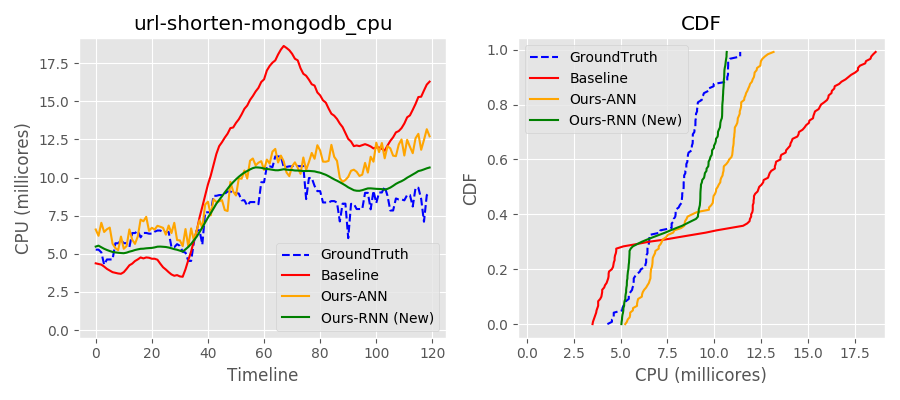 url-shorten-mongodb_cpu
CPU (millicores)
17.5
15.0
12.5
10.0
7.5
5.0
2.5
0.0
GroundTruth
Baseline
Ours-ANN
Ours-RNN (New)
0 20 40 60 80 100 120
Timeline
CDF
CDF
1.0
0.8
0.6
0.4
0.2
0.0
GroundTruth
Baseline
Ours-ANN
Ours-RNN (New)
0.0 2.5 5.0 7.5 10.0 12.5 15.0 17.5
CPU (millicores)